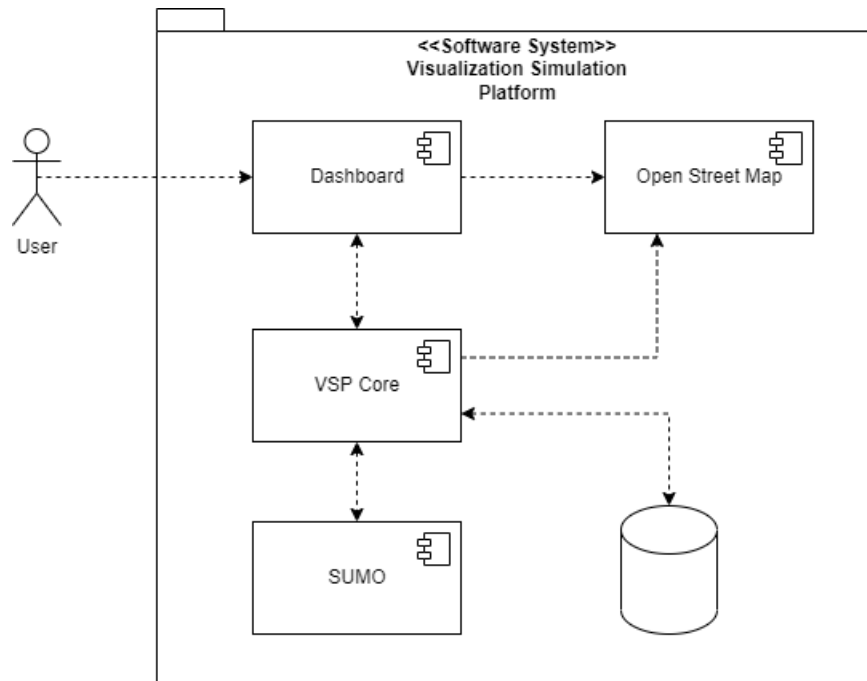 <<Software System>>
Visualization Simulation
Platform
Dashboard
Open Street Map
User
VSP Core
SUMO